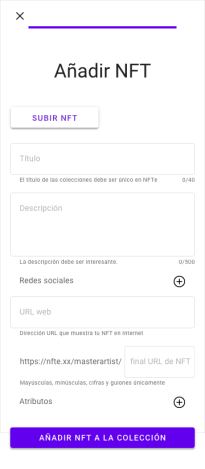 Añadir NFT
SUBIR NFT
Título
El título de las colecciones debe ser único en NFTe 0/40
Descripción
La descripción debe ser interesante. 0/500
Redes sociales
URL web
Dirección URL que muestra tu NFT en Internet
https://nfte.xx/masterartist/ final URL de NFT
Mayúsculas, minúsculas, cifras y guiones únicamente
Atributos
AÑADIR NFT A LA COLECCIÓN